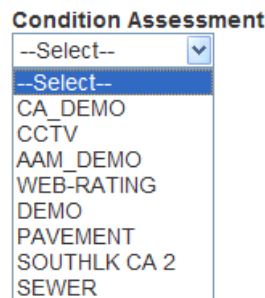 Condition Assessment
--Select--
--Select--
CA_DEMO
CCTV
AAM_DEMO
WEB-RATING
DEMO
PAVEMENT
SOUTHLK CA 2
SEWER